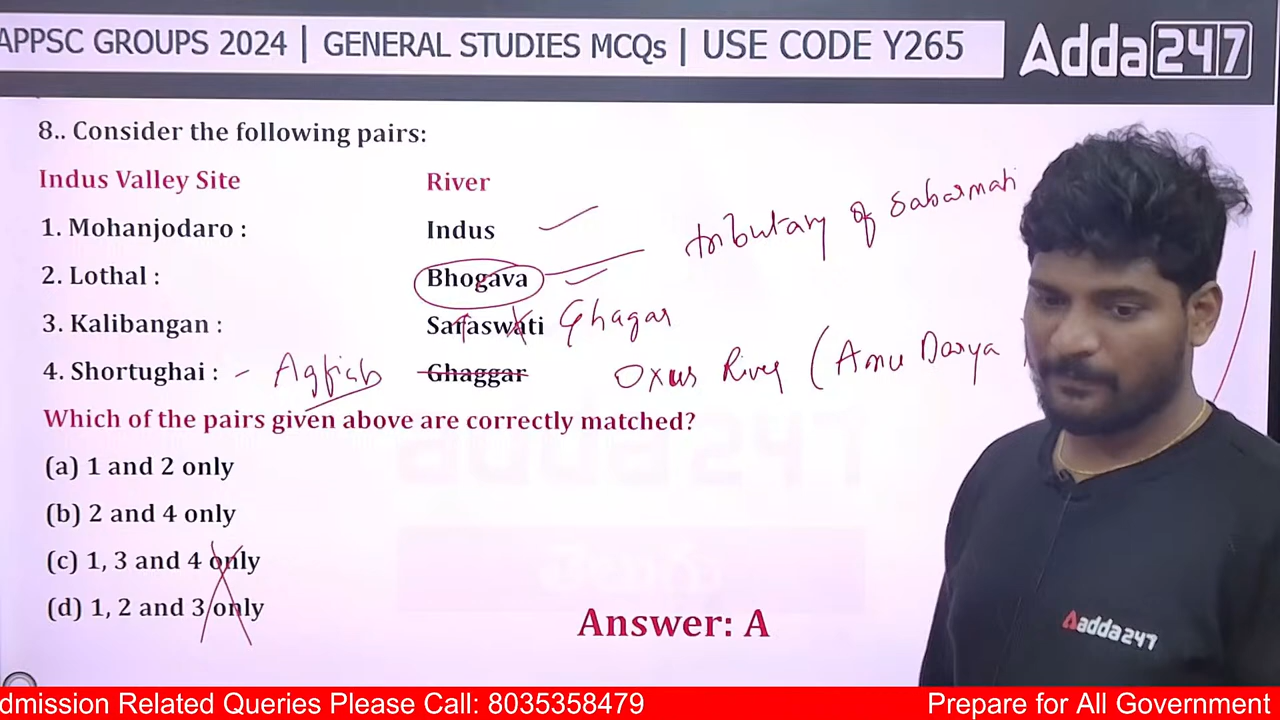 APPSC GROUPS 2024 | GENERAL STUDIES MCQs | USE CODE Y265
Adda247
8.. Consider the following pairs:
Indus Valley Site River
1. Mohanjodaro : Indus
tributary of Sabarmati
2. Lothal : Bhogava
3. Kalibangan : Saraswati Ghagar
4. Shortughai : - Ghaggar Oxus River (Amu Darya
Which of the pairs given above are correctly matched?
(a) 1 and 2 only
(b) 2 and 4 only
(c) 1, 3 and 4 only
(d) 1, 2 and 3 only
Answer: A
adda247
dmission Related Queries Please Call: 8035358479 Prepare for All Government